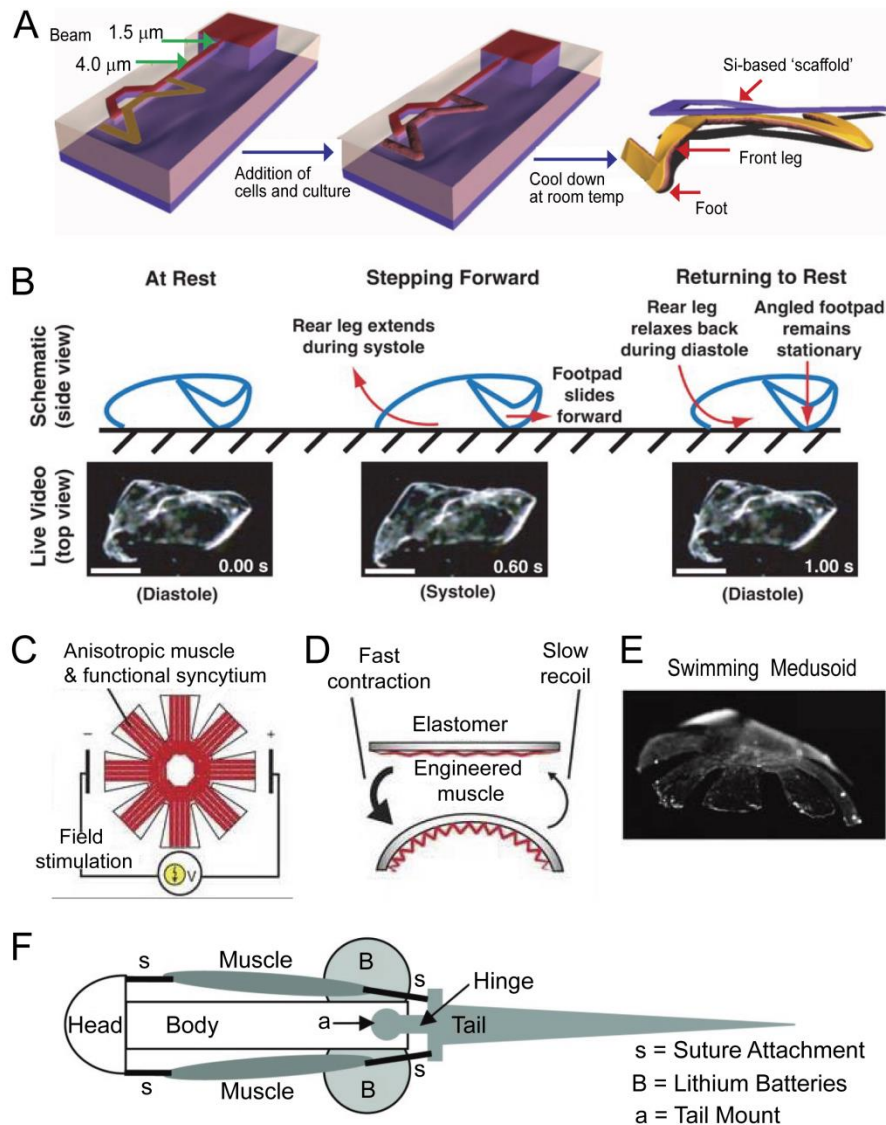 A
Beam
1.5 μm
4.0 μm
Addition of
cells and culture
Cool down
at room temp
Si-based ‘scaffold’
Front leg
Foot
B
At Rest
Stepping Forward
Returning to Rest
Schematic
(side view)
Rear leg extends
during systole
Footpad
slides
forward
Rear leg
relaxes back
during diastole
Angled footpad
remains
stationary
Live Video
(top view)
0.00 s
0.60 s
1.00 s
(Diastole)
(Systole)
(Diastole)
C
Anisotropic muscle
& functional syncytium
−
+
Field
stimulation
V
D
Fast
contraction
Slow
recoil
Elastomer
Engineered
muscle
E
Swimming Medusoid
F
Head
s
Muscle
B
s
Hinge
Body
a
Tail
s
Muscle
B
s
s = Suture Attachment
B = Lithium Batteries
a = Tail Mount